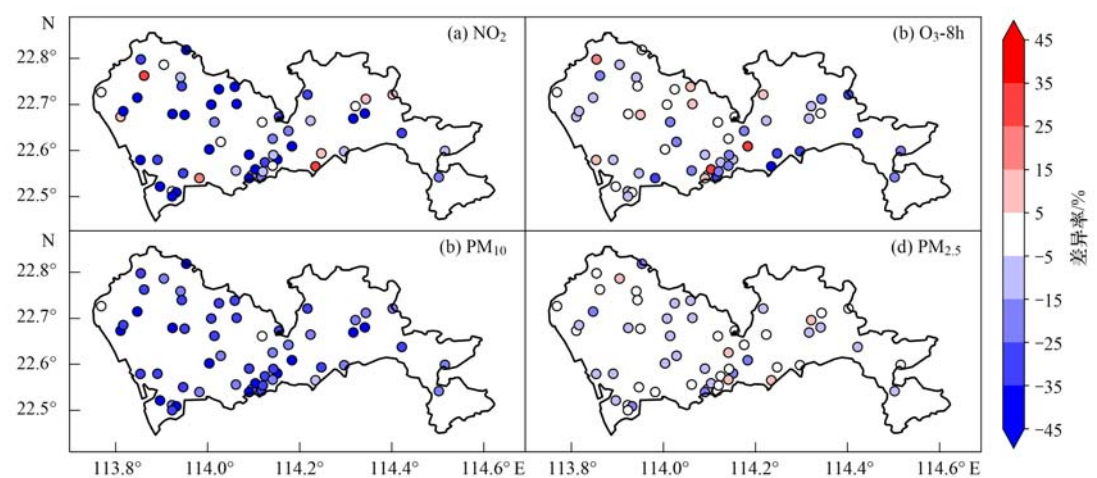 N
(a) NO₂
(b) O₃-8h
22.8°
22.7°
22.6°
22.5°
N
(b) PM₁₀
(d) PM₂.₅
22.8°
22.7°
22.6°
22.5°
113.8° 114.0° 114.2° 114.4° 114.6° E
113.8° 114.0° 114.2° 114.4° 114.6° E
45
35
25
15
5
−5
−15
−25
−35
−45
差异率/%